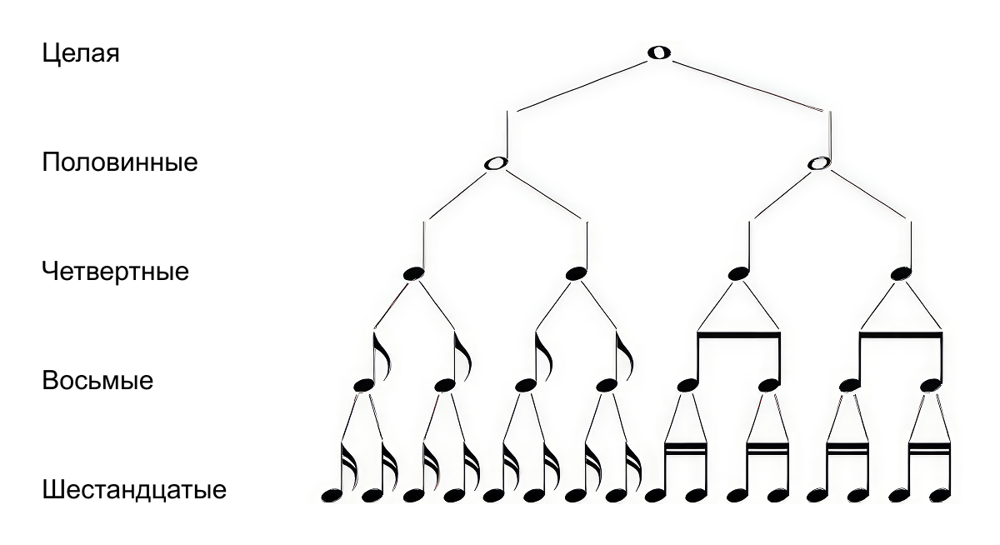 Целая
Половинные
Четвертные
Восьмые
Шестандцатые